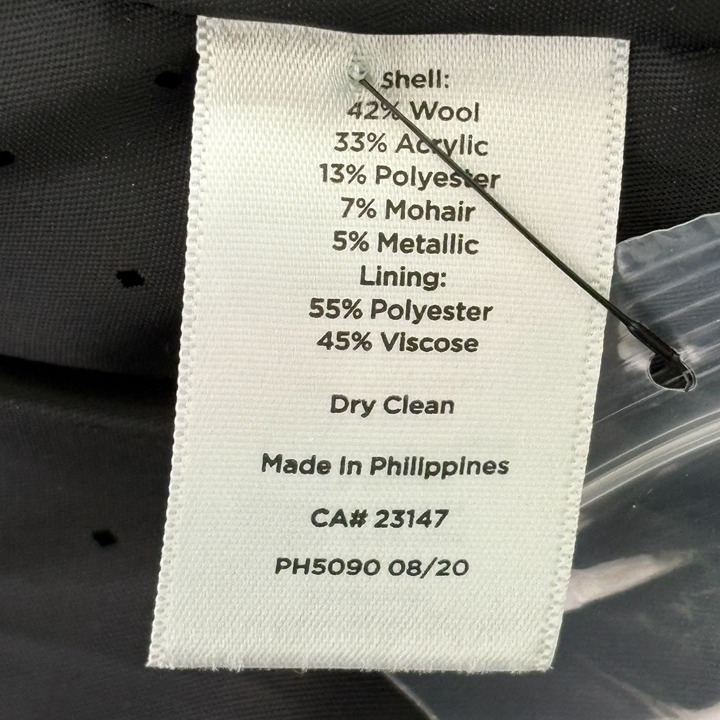 Shell:
42% Wool
33% Acrylic
13% Polyester
7% Mohair
5% Metallic
Lining:
55% Polyester
45% Viscose
Dry Clean
Made In Philippines
CA# 23147
PH5090 08/20